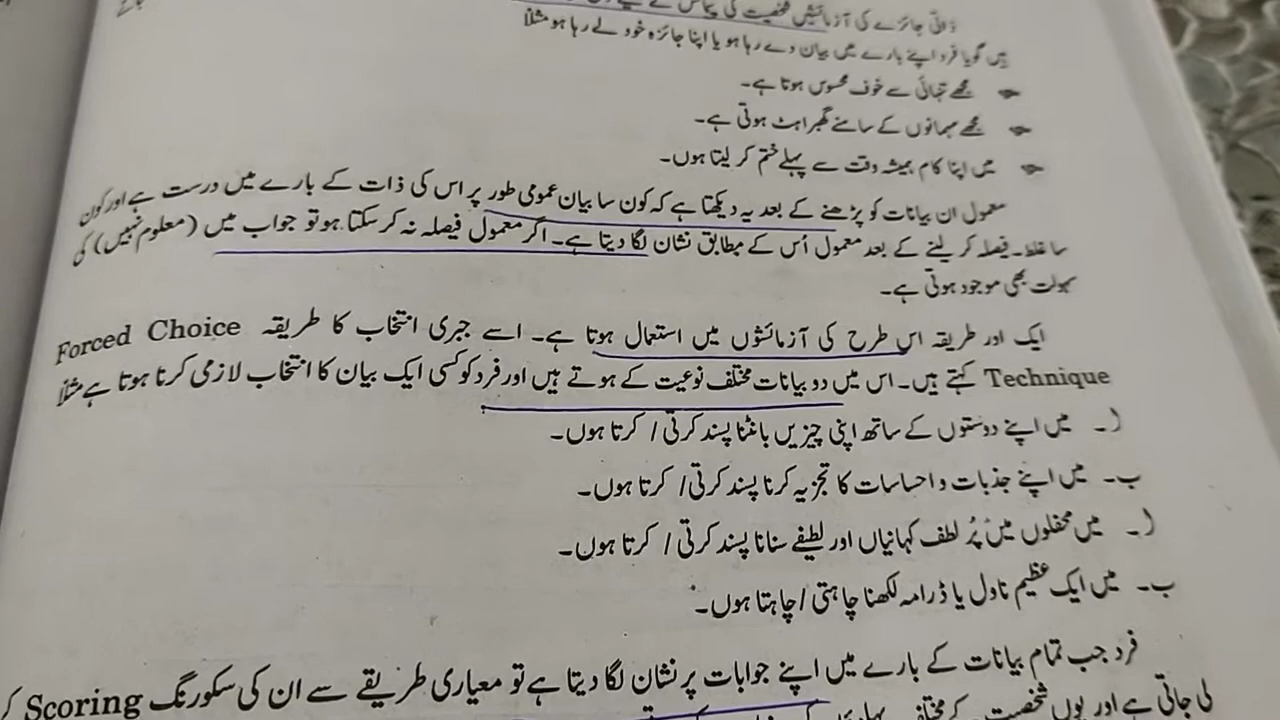 ذاتی جائزے کی آزمائشیں شخصیت کی پیمائش کے لیے
ہیں گویا فرد اپنے بارے میں بیان دے رہا ہو یا اپنا جائزہ خود لے رہا ہو مثلاً
مجھے تنہائی سے خوف محسوس ہوتا ہے۔
مجھے مہمانوں کے سامنے گھبراہٹ ہوتی ہے۔
میں اپنا کام ہمیشہ وقت سے پہلے ختم کر لیتا ہوں۔
معمول ان بیانات کو پڑھنے کے بعد یہ دیکھتا ہے کہ کون سا بیان عمومی طور پر اس کی ذات کے بارے میں درست ہے اور کون
سا غلط۔ فیصلہ کر لینے کے بعد معمول اُس کے مطابق نشان لگا دیتا ہے۔ اگر معمول فیصلہ نہ کر سکتا ہو تو جواب میں (معلوم نہیں) کی
سہولت بھی موجود ہوتی ہے۔
ایک اور طریقہ اس طرح کی آزمائشوں میں استعمال ہوتا ہے۔ اسے جبری انتخاب کا طریقہ Forced Choice
Technique کہتے ہیں۔ اس میں دو بیانات مختلف نوعیت کے ہوتے ہیں اور فرد کو کسی ایک بیان کا انتخاب لازمی کرنا ہوتا ہے مثلاً
ا۔ میں اپنے دوستوں کے ساتھ اپنی چیزیں بانٹنا پسند کرتی / کرتا ہوں۔
ب۔ میں اپنے جذبات و احساسات کا تجزیہ کرنا پسند کرتی / کرتا ہوں۔
ا۔ میں محفلوں میں پُر لطف کہانیاں اور لطیفے سنانا پسند کرتی / کرتا ہوں۔
ب۔ میں ایک عظیم ناول یا ڈرامہ لکھنا چاہتی / چاہتا ہوں۔
فرد جب تمام بیانات کے بارے میں اپنے جوابات پر نشان لگا دیتا ہے تو معیاری طریقے سے ان کی سکورنگ Scoring
لی جاتی ہے اور یوں شخصیت کے مختلف